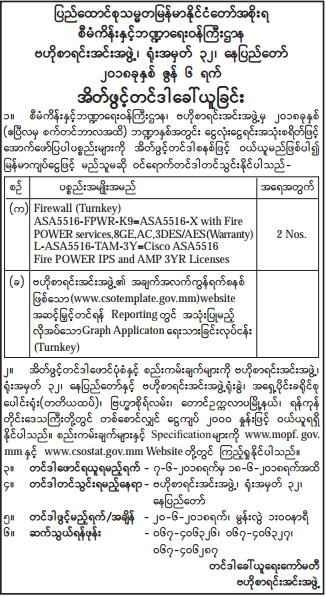 ပြည်ထောင်စုသမ္မတမြန်မာနိုင်ငံတော်အစိုးရ
စီမံကိန်းနှင့်ဘဏ္ဍာရေးဝန်ကြီးဌာန
ဗဟိုစာရင်းအင်းအဖွဲ့၊ ရုံးအမှတ် ၃၂၊ နေပြည်တော်
၂၀၁၈ခုနှစ် ဇွန် ၆ ရက်
အိတ်ဖွင့်တင်ဒါခေါ်ယူခြင်း
၁။ စီမံကိန်းနှင့်ဘဏ္ဍာရေးဝန်ကြီးဌာန၊ ဗဟိုစာရင်းအင်းအဖွဲ့မှ ၂၀၁၈ခုနှစ်
(ဧပြီလမှ စက်တင်ဘာလအထိ) ဘဏ္ဍာနှစ်အတွင်း ငွေလုံးငွေရင်းအသုံးစရိတ်ဖြင့်
အောက်ဖော်ပြပါပစ္စည်းများကို အိတ်ဖွင့်တင်ဒါစနစ်ဖြင့် ဝယ်ယူမည်ဖြစ်ပါ၍
မြန်မာကျပ်ငွေဖြင့် မည်သူမဆို ဝင်ရောက်တင်ဒါတင်သွင်းနိုင်ပါသည်-
စဉ် ပစ္စည်းအမျိုးအမည် အရေအတွက်
(က) Firewall (Turnkey)
ASA5516-FPWR-K9=ASA5516-X with Fire
POWER services,8GE,AC,3DES/AES(Warranty) 2 Nos.
L-ASA5516-TAM-3Y=Cisco ASA5516
Fire POWER IPS and AMP 3YR Licenses
(ခ) ဗဟိုစာရင်းအင်းအဖွဲ့၏ အချက်အလက်ကွန်ရက်စနစ်
ဖြစ်သော(www.csotemplate.gov.mm)website
အဆင့်မြှင့်တင်ရန် Reporting တွင် အသုံးပြုမည့်
လိုအပ်သောGraph Applicatonရေးသားခြင်းလုပ်ငန်း
(Turnkey)
၂။ အိတ်ဖွင့်တင်ဒါဖောင်ပုံစံနှင့် စည်းကမ်းချက်များကို ဗဟိုစာရင်းအင်းအဖွဲ့၊
ရုံးအမှတ် ၃၂၊ နေပြည်တော်နှင့် ဗဟိုစာရင်းအင်းအဖွဲ့ရုံးခွဲ၊ အရှေ့ပိုင်းခရိုင်စု
ပေါင်းရုံး(တတိယထပ်)၊ ဗြဟ္မာစိုရ်လမ်း၊ တောင်ဥက္ကလာပမြို့နယ်၊ ရန်ကုန်
တိုင်းဒေသကြီးတို့တွင် တစ်စောင်လျှင် ငွေကျပ် ၂၀၀၀ နှုန်းဖြင့် ဝယ်ယူရရှိ
နိုင်ပါသည်။ စည်းကမ်းချက်များနှင့် Specificationများကို www.mopf. gov.
mm နှင့် www.csostat.gov.mm Website တို့တွင် ကြည့်ရှုနိုင်ပါသည်။
၃။ တင်ဒါဖောင်ရယူရမည့်ရက် - ၇-၆-၂၀၁၈ရက်မှ ၁၈-၆-၂၀၁၈ရက်အထိ
၄။ တင်ဒါတင်သွင်းရမည့်နေရာ - ဗဟိုစာရင်းအင်းအဖွဲ့၊ ရုံးအမှတ် ၃၂၊
နေပြည်တော်
၅။ တင်ဒါဖွင့်မည့်ရက်/အချိန် - ၂၀-၆-၂၀၁၈ရက်၊ မွန်းလွဲ ၁း၀၀နာရီ
၆။ ဆက်သွယ်ရန်ဖုန်း - ၀၆၇-၄၀၆၃၂၆၊ ၀၆၇-၄၀၆၃၂၇၊
၀၆၇-၄၀၆၂၈၇
တင်ဒါခေါ်ယူရေးကော်မတီ
ဗဟိုစာရင်းအင်းအဖွဲ့